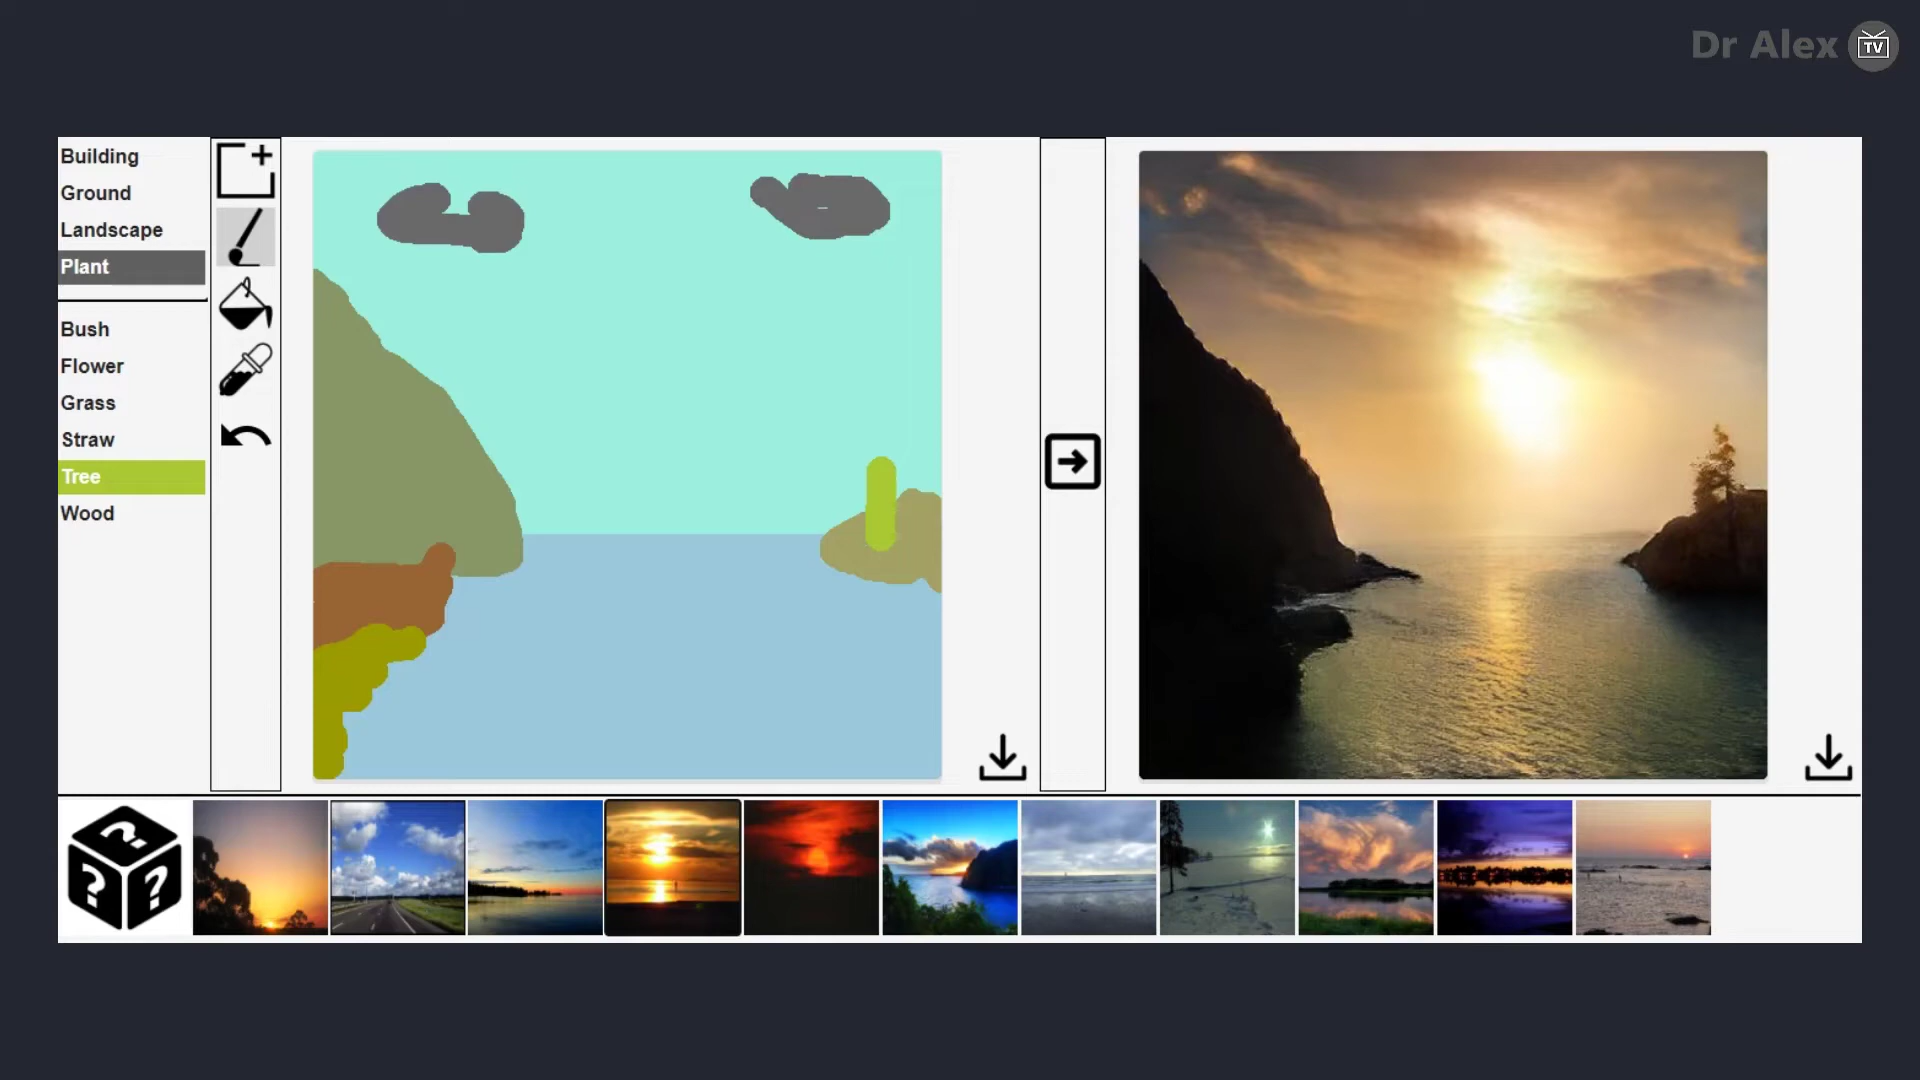 Dr Alex TV
Building
Ground
Landscape
Plant
Bush
Flower
Grass
Straw
Tree
Wood
? ? ?